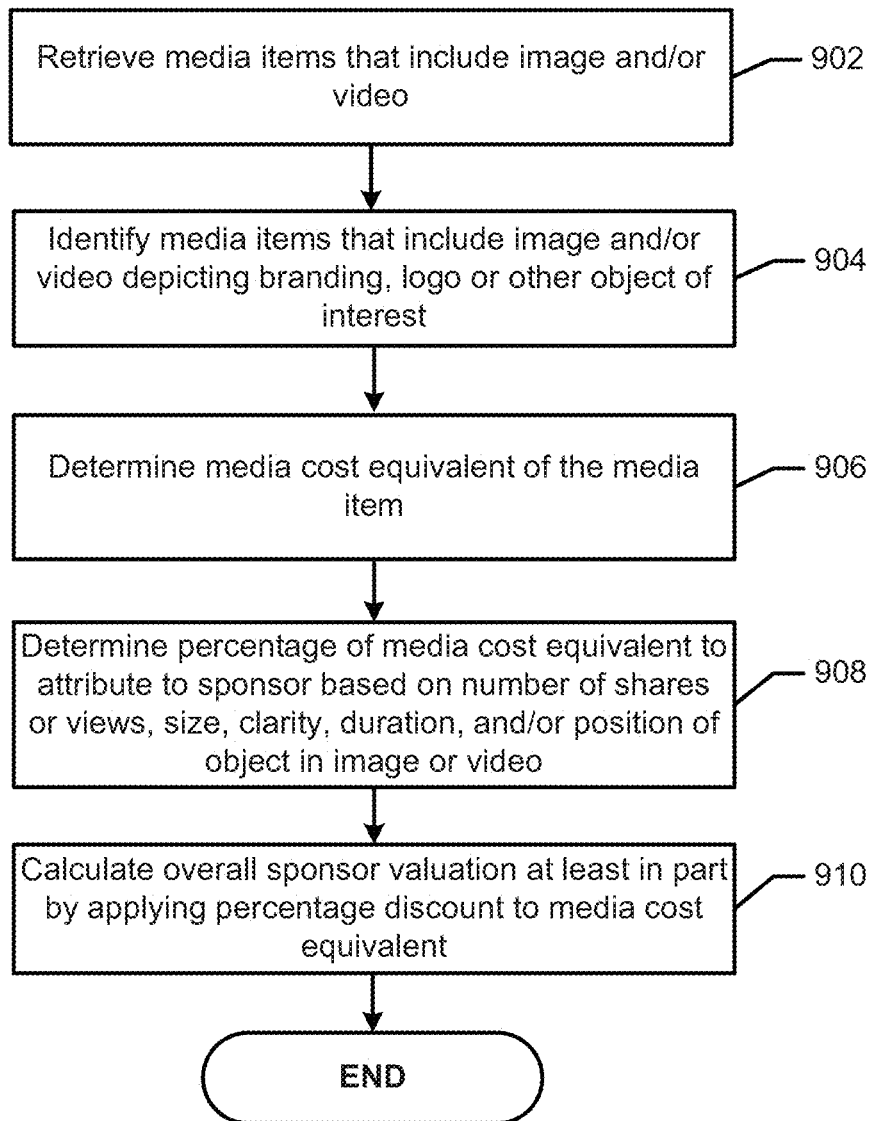 Retrieve media items that include image and/or
video
902
Identify media items that include image and/or
video depicting branding, logo or other object of
interest
904
Determine media cost equivalent of the media
item
906
Determine percentage of media cost equivalent to
attribute to sponsor based on number of shares
or views, size, clarity, duration, and/or position of
object in image or video
908
Calculate overall sponsor valuation at least in part
by applying percentage discount to media cost
equivalent
910
END